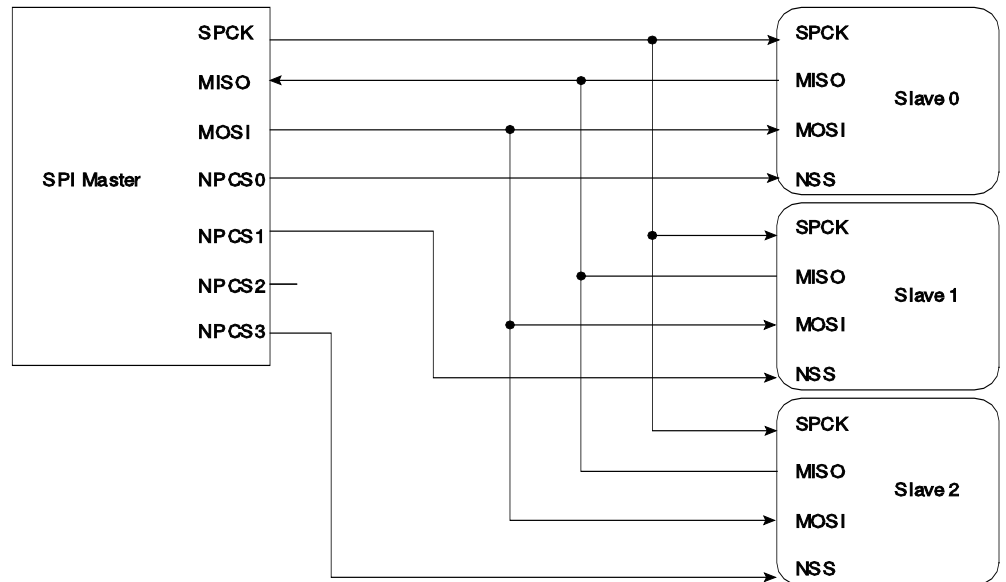 SPI Master
SPCK
MISO
MOSI
NPCS0
NPCS1
NPCS2
NPCS3
SPCK
MISO
MOSI
NSS
Slave 0
SPCK
MISO
MOSI
NSS
Slave 1
SPCK
MISO
MOSI
NSS
Slave 2